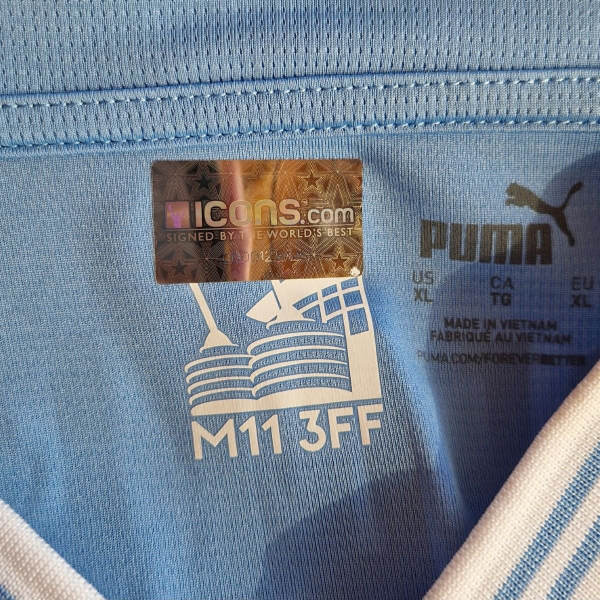 ICONS.com
SIGNED BY THE WORLD'S BEST
PUMA
US CA EU
XL TG XL
MADE IN VIETNAM
FABRIQUÉ AU VIETNAM
PUMA.COM/FOREVERBETTER
M11 3FF